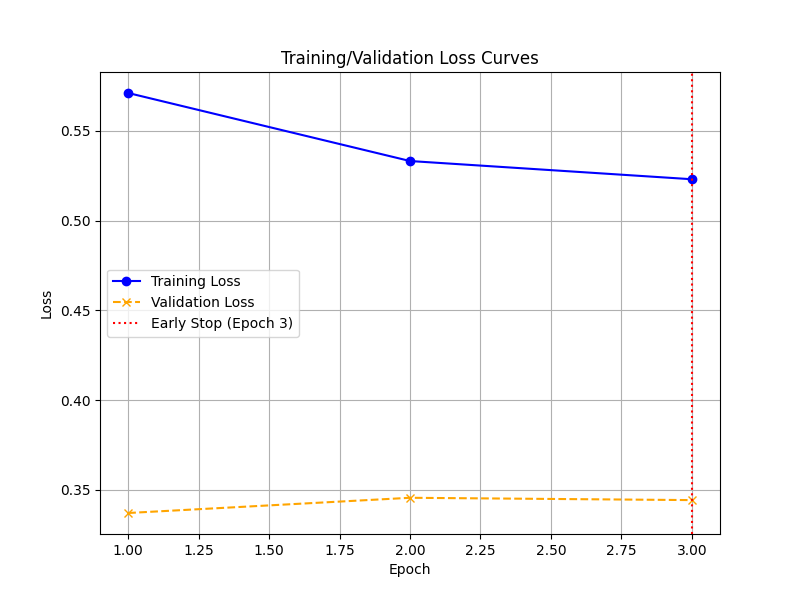 Training/Validation Loss Curves
0.55
0.50
0.45
0.40
0.35
Loss
Training Loss
Validation Loss
Early Stop (Epoch 3)
1.00 1.25 1.50 1.75 2.00 2.25 2.50 2.75 3.00
Epoch